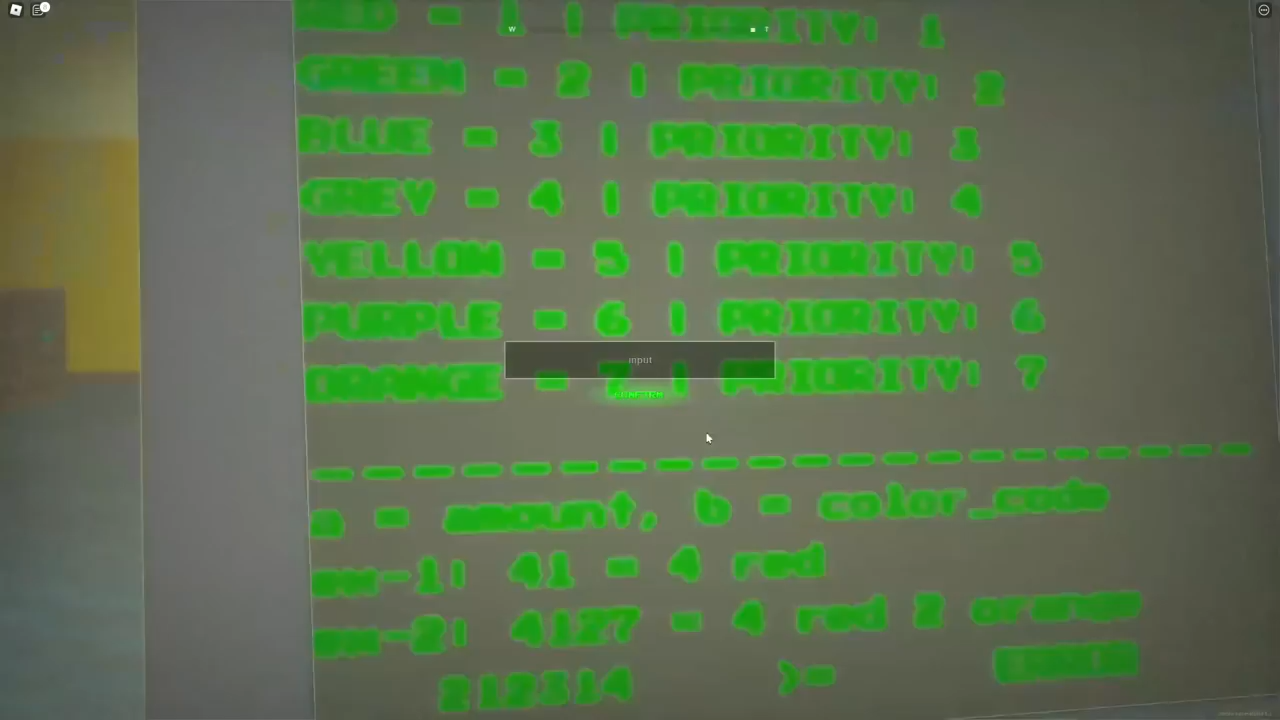 RED = 1 | PRIORITY: 1
GREEN = 2 | PRIORITY: 2
BLUE = 3 | PRIORITY: 3
GREY = 4 | PRIORITY: 4
YELLOW = 5 | PRIORITY: 5
PURPLE = 6 | PRIORITY: 6
input
ORANGE = 7 | PRIORITY: 7
CONFIRM
a = amount, b = color_code
ex-1: 41 = 4 red
ex-2: 4127 = 4 red 2 orange
212314 >=